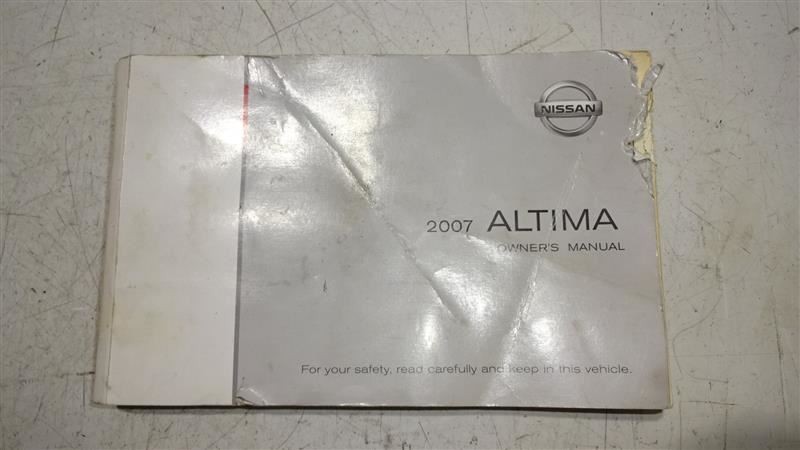 NISSAN
2007 ALTIMA
OWNER'S MANUAL
For your safety, read carefully and keep in this vehicle.